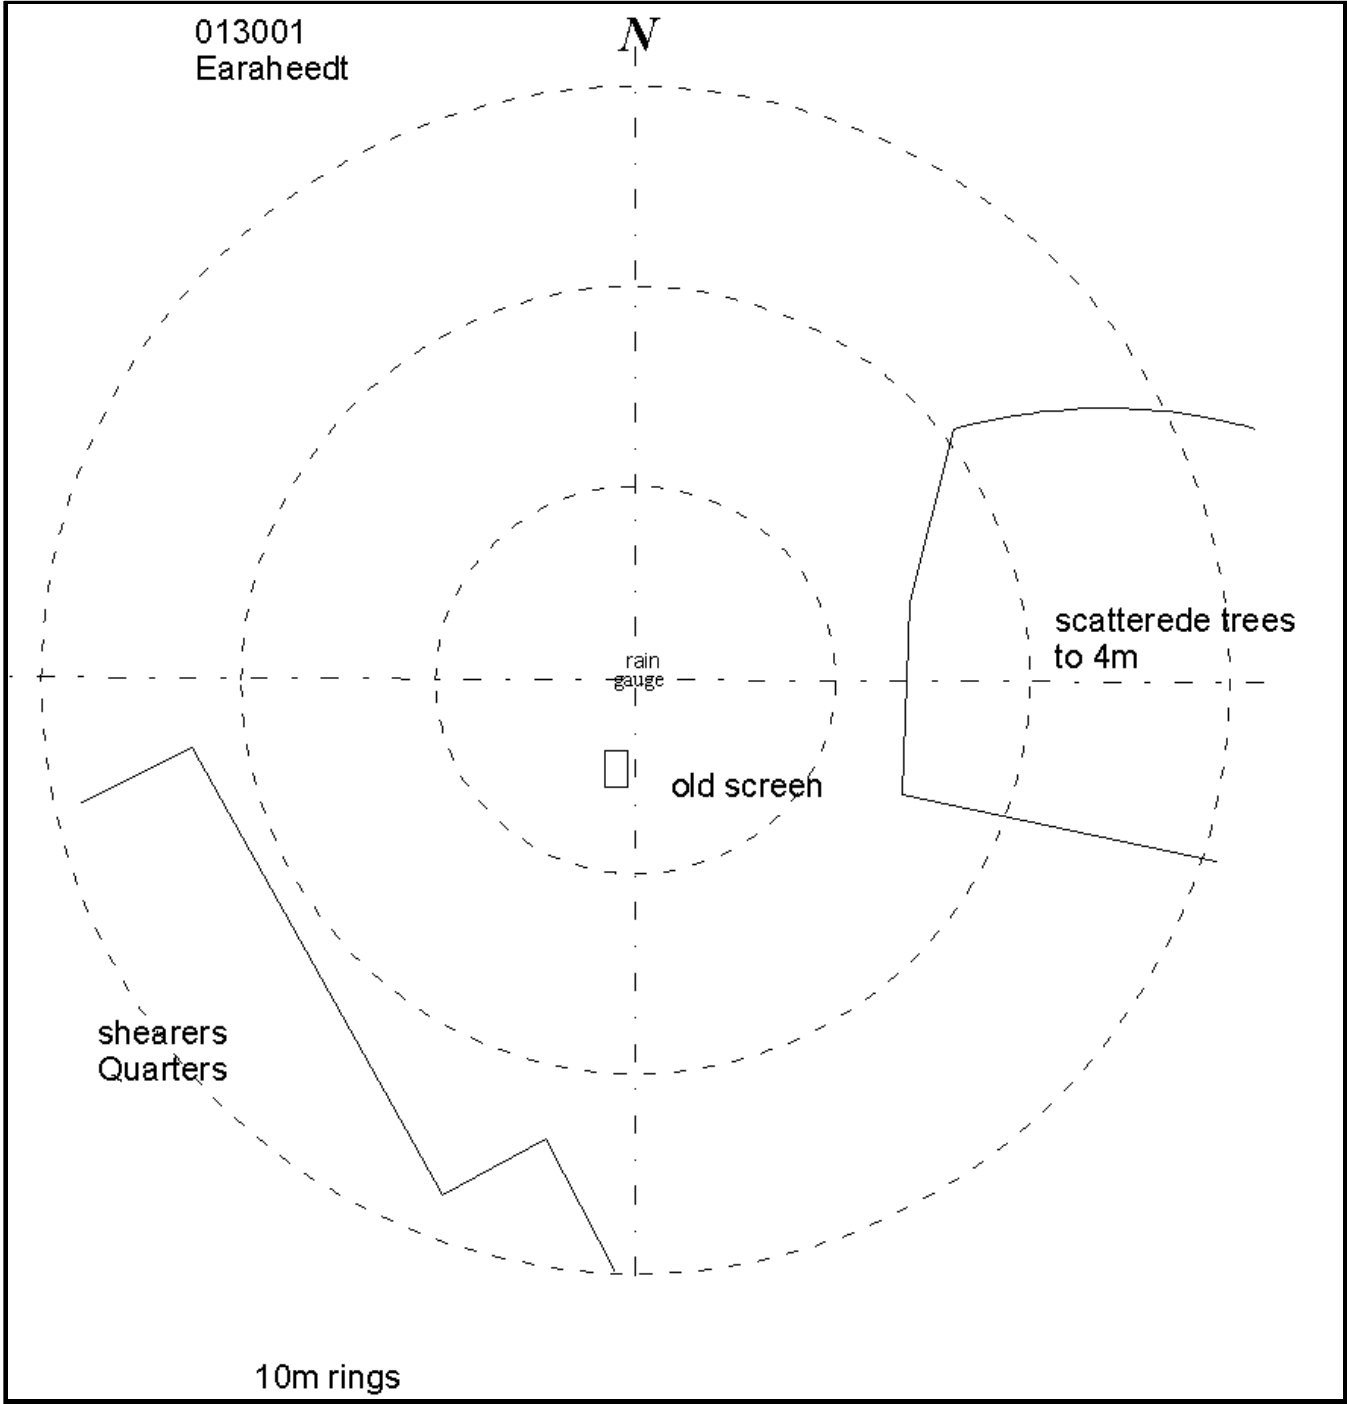 013001
Earaheedt
N
scatterede trees
to 4m
rain
gauge
old screen
shearers
Quarters
10m rings